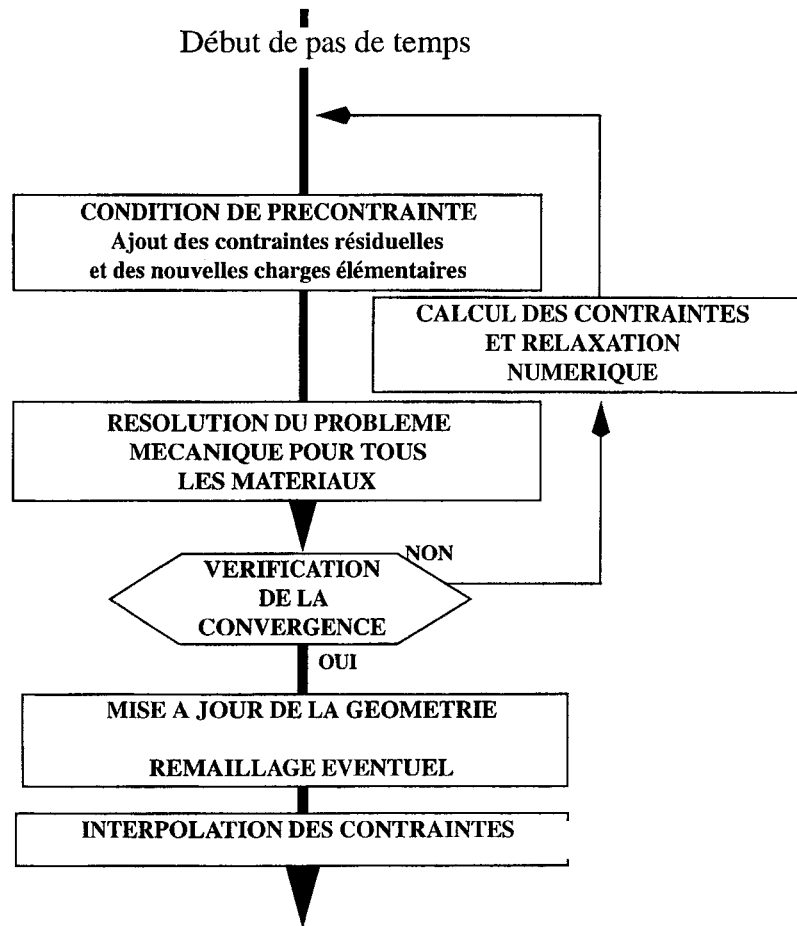 Début de pas de temps
CONDITION DE PRECONTRAINTE
Ajout des contraintes résiduelles
et des nouvelles charges élémentaires
CALCUL DES CONTRAINTES
ET RELAXATION
NUMERIQUE
RESOLUTION DU PROBLEME
MECANIQUE POUR TOUS
LES MATERIAUX
NON
VERIFICATION
DE LA
CONVERGENCE
OUI
MISE A JOUR DE LA GEOMETRIE
REMAILLAGE EVENTUEL
INTERPOLATION DES CONTRAINTES